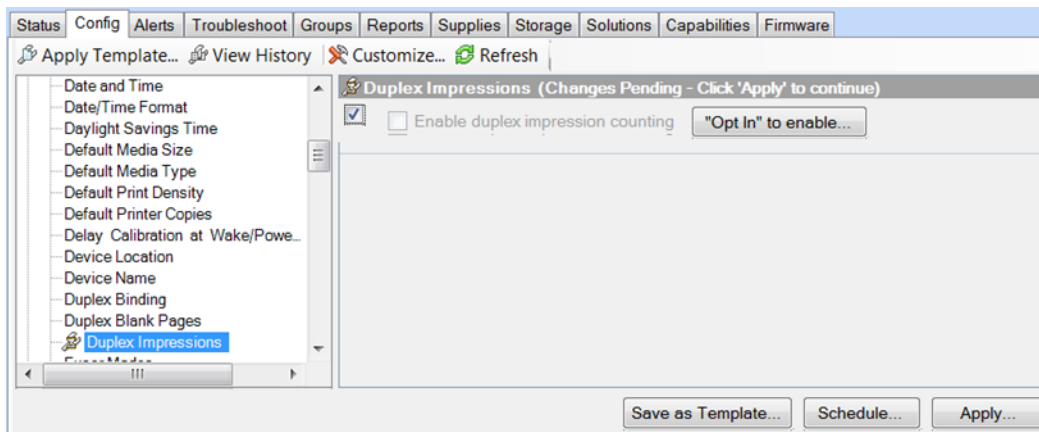 Status Config Alerts Troubleshoot Groups Reports Supplies Storage Solutions Capabilities Firmware
Apply Template... View History Customize... Refresh
Date and Time
Date/Time Format
Daylight Savings Time
Default Media Size
Default Media Type
Default Print Density
Default Printer Copies
Delay Calibration at Wake/Powe...
Device Location
Device Name
Duplex Binding
Duplex Blank Pages
Duplex Impressions
Duplex Impressions (Changes Pending - Click 'Apply' to continue)
Enable duplex impression counting "Opt In" to enable...
Save as Template... Schedule... Apply...